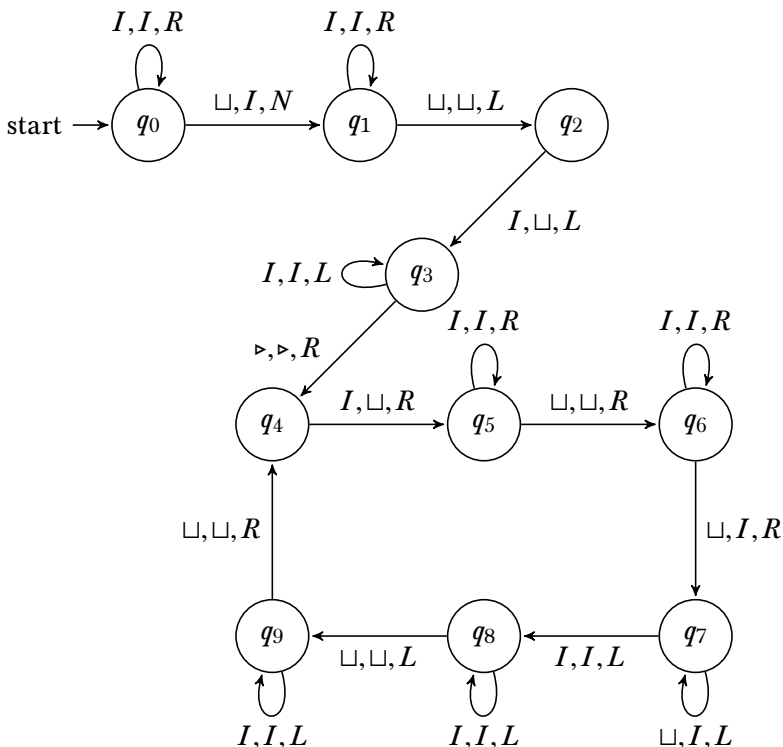 I, I, R I, I, R
start q₀ ⊔, I, N q₁ ⊔, ⊔, L q₂
I, ⊔, L
I, I, L q₃
I, I, R I, I, R
▹, ▹, R
q₄ I, ⊔, R q₅ ⊔, ⊔, R q₆
⊔, ⊔, R ⊔, I, R
q₉ ⊔, ⊔, L q₈ I, I, L q₇
I, I, L I, I, L ⊔, I, L